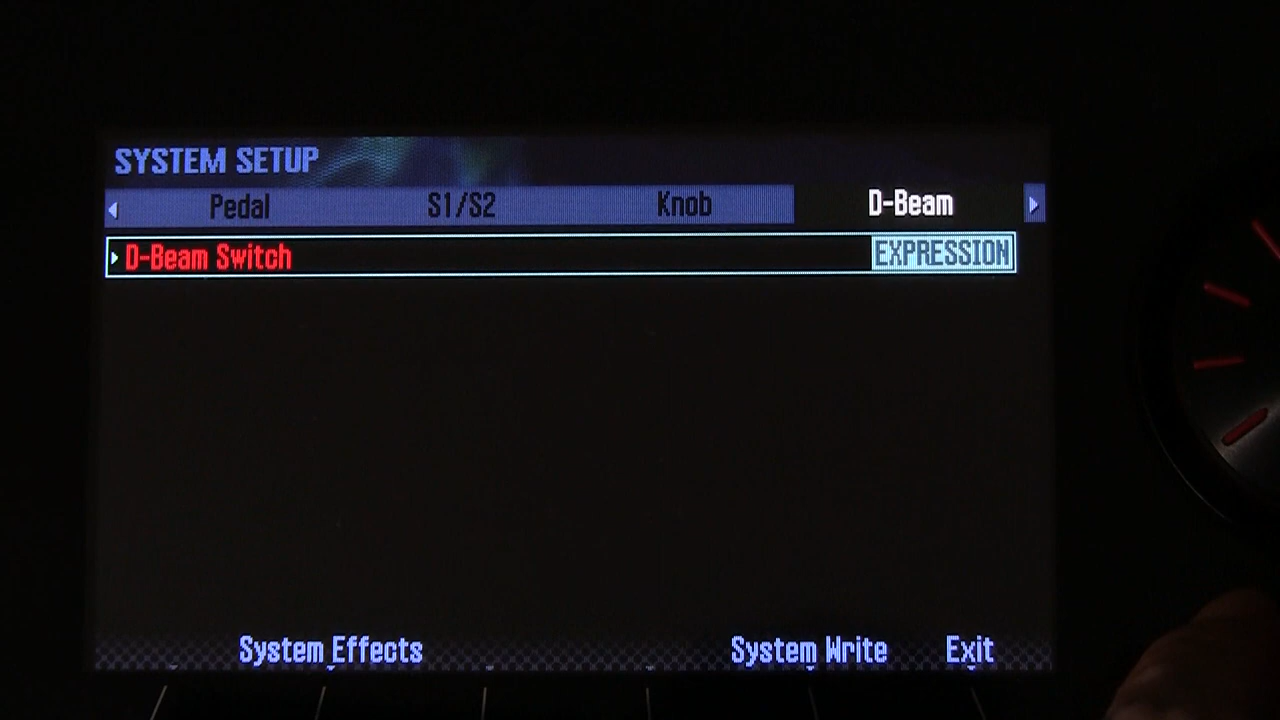 SYSTEM SETUP
Pedal S1/S2 Knob D-Beam
D-Beam Switch EXPRESSION
System Effects System Write Exit